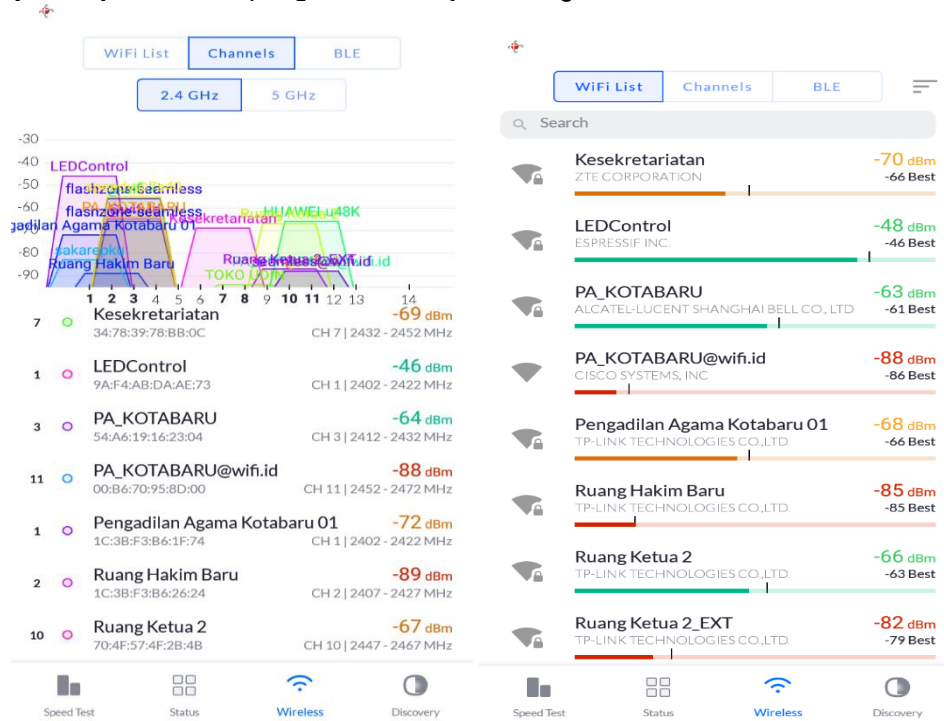 WiFi List Channels BLE
2.4 GHz 5 GHz
-30
-40
-50
-60
-80
-90
LEDControl
flashzone-seamless
flashzone-seamless
PA_KOTABARU
Kesekretariatan
HUAWEI-u48K
Agama Kotabaru 01
sakarepku
Ruang Hakim Baru
Ruang Ketua 2_EXT
seamless@wifi.id
TOKO UDIN
1 2 3 4 5 6 7 8 9 10 11 12 13 14
7 Kesekretariatan -69 dBm
34:78:39:78:BB:0C CH 7 | 2432 - 2452 MHz
1 LEDControl -46 dBm
9A:F4:AB:DA:AE:73 CH 1 | 2402 - 2422 MHz
3 PA_KOTABARU -64 dBm
54:A6:19:16:23:04 CH 3 | 2412 - 2432 MHz
11 PA_KOTABARU@wifi.id -88 dBm
00:B6:70:95:8D:00 CH 11 | 2452 - 2472 MHz
1 Pengadilan Agama Kotabaru 01 -72 dBm
1C:3B:F3:B6:1F:74 CH 1 | 2402 - 2422 MHz
2 Ruang Hakim Baru -89 dBm
1C:3B:F3:B6:26:24 CH 2 | 2407 - 2427 MHz
10 Ruang Ketua 2 -67 dBm
70:4F:57:4F:2B:4B CH 10 | 2447 - 2467 MHz
Speed Test Status Wireless Discovery
WiFi List Channels BLE
Search
Kesekretariatan -70 dBm
ZTE CORPORATION -66 Best
LEDControl -48 dBm
ESPRESSIF INC. -46 Best
PA_KOTABARU -63 dBm
ALCATEL-LUCENT SHANGHAI BELL CO., LTD -61 Best
PA_KOTABARU@wifi.id -88 dBm
CISCO SYSTEMS, INC -86 Best
Pengadilan Agama Kotabaru 01 -68 dBm
TP-LINK TECHNOLOGIES CO.,LTD. -66 Best
Ruang Hakim Baru -85 dBm
TP-LINK TECHNOLOGIES CO.,LTD. -85 Best
Ruang Ketua 2 -66 dBm
TP-LINK TECHNOLOGIES CO.,LTD. -63 Best
Ruang Ketua 2_EXT -82 dBm
TP-LINK TECHNOLOGIES CO.,LTD. -79 Best
Speed Test Status Wireless Discovery